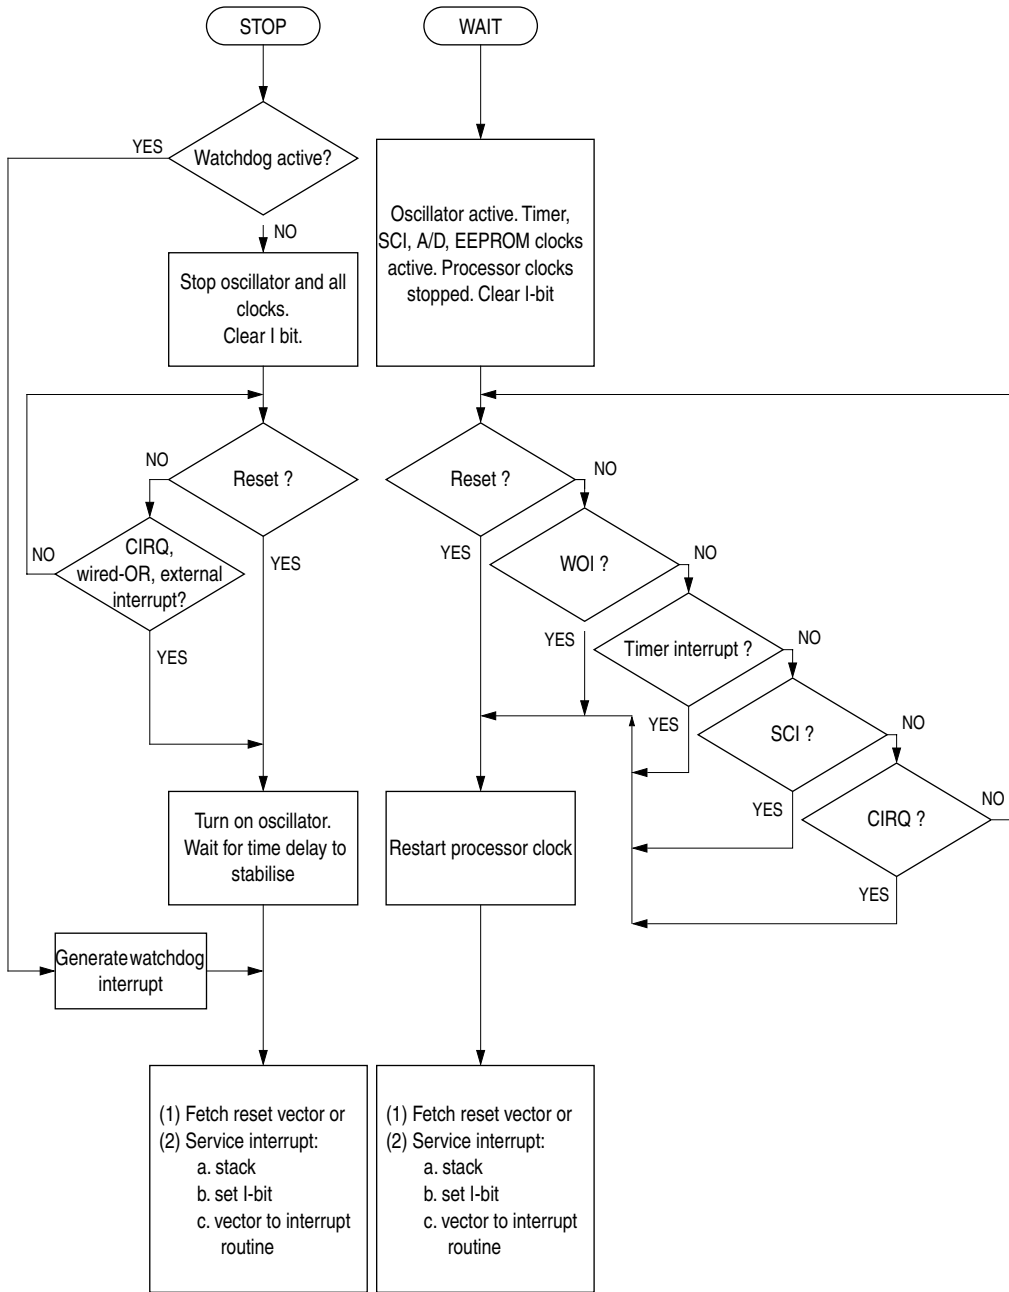 STOP
WAIT
YES
Watchdog active?
NO
Stop oscillator and all
clocks.
Clear I bit.
Oscillator active. Timer,
SCI, A/D, EEPROM clocks
active. Processor clocks
stopped. Clear I-bit
NO
Reset ?
YES
NO
CIRQ,
wired-OR, external
interrupt?
YES
Reset ?
NO
YES
WOI ?
NO
YES
Timer interrupt ?
NO
YES
SCI ?
NO
YES
CIRQ ?
NO
YES
Turn on oscillator.
Wait for time delay to
stabilise
Restart processor clock
Generate watchdog
interrupt
(1) Fetch reset vector or
(2) Service interrupt:
a. stack
b. set I-bit
c. vector to interrupt
routine
(1) Fetch reset vector or
(2) Service interrupt:
a. stack
b. set I-bit
c. vector to interrupt
routine